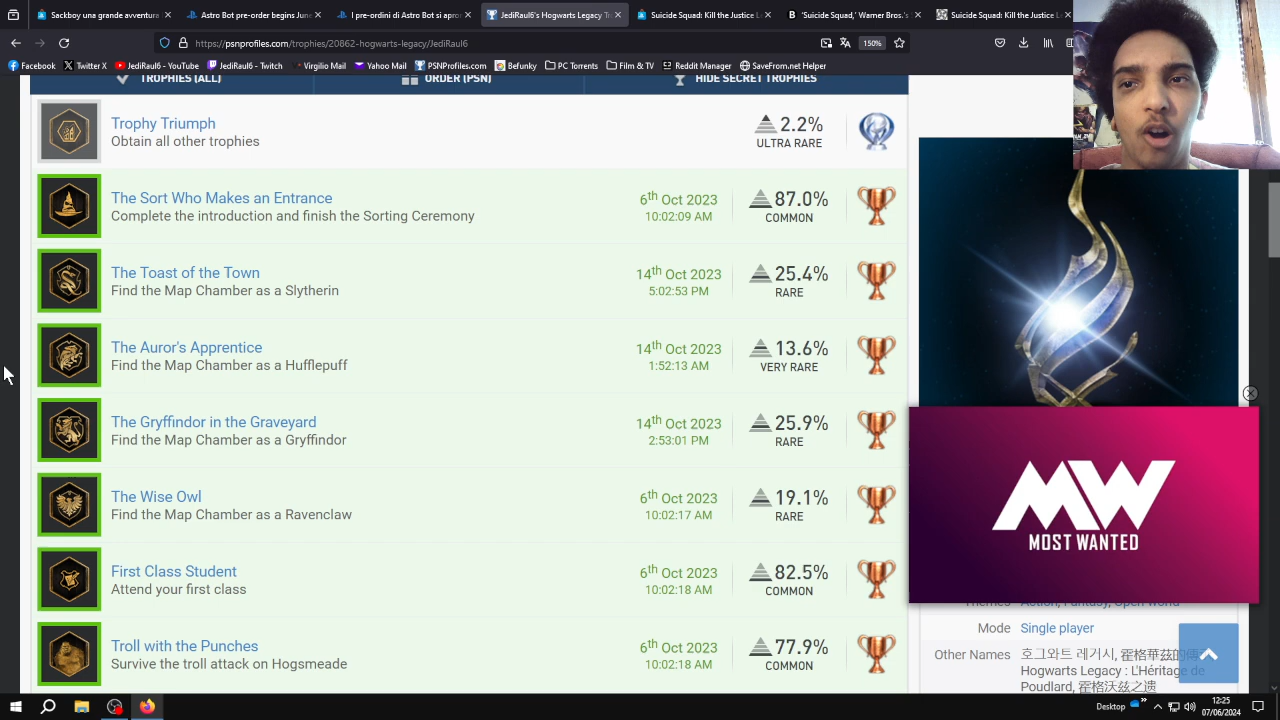 Sackboy una grande a
Astro Bot pre-order begins June
I pre-ordini di Astro Bot si apro
JediRaul6's Hogwarts Legacy Tr
Suicide Squad: Kill the Justice L
B 'Suicide Squad,' Warner Bros.'s
Suicide Squad: Kill the Justice L
https://psnprofiles.com/trophies/20862-hogwarts-legacy/JediRaul6
150%
Facebook Twitter X JediRaul6 - YouTube JediRaul6 - Twitch Virgilio Mail Yahoo Mail PSNProfiles.com Befunky PC Torrents Film & TV Reddit Manager SaveFrom.net Helper
TROPHIES (ALL) ORDER (PSN) HIDE SECRET TROPHIES
Trophy Triumph
Obtain all other trophies
2.2%
ULTRA RARE
The Sort Who Makes an Entrance
Complete the introduction and finish the Sorting Ceremony
6th Oct 2023
10:02:09 AM
87.0%
COMMON
The Toast of the Town
Find the Map Chamber as a Slytherin
14th Oct 2023
5:02:53 PM
25.4%
RARE
The Auror's Apprentice
Find the Map Chamber as a Hufflepuff
14th Oct 2023
1:52:13 AM
13.6%
VERY RARE
The Gryffindor in the Graveyard
Find the Map Chamber as a Gryffindor
14th Oct 2023
2:53:01 PM
25.9%
RARE
The Wise Owl
Find the Map Chamber as a Ravenclaw
6th Oct 2023
10:02:17 AM
19.1%
RARE
First Class Student
Attend your first class
6th Oct 2023
10:02:18 AM
82.5%
COMMON
Troll with the Punches
Survive the troll attack on Hogsmeade
6th Oct 2023
10:02:18 AM
77.9%
COMMON
MW
MOST WANTED
Themes Action, Fantasy, Open World
Mode Single player
Other Names 호그와트 레거시, 霍格華茲的傳
Hogwarts Legacy : L'Héritage de
Poudlard, 霍格沃兹之遗
Desktop
12:25
07/06/2024